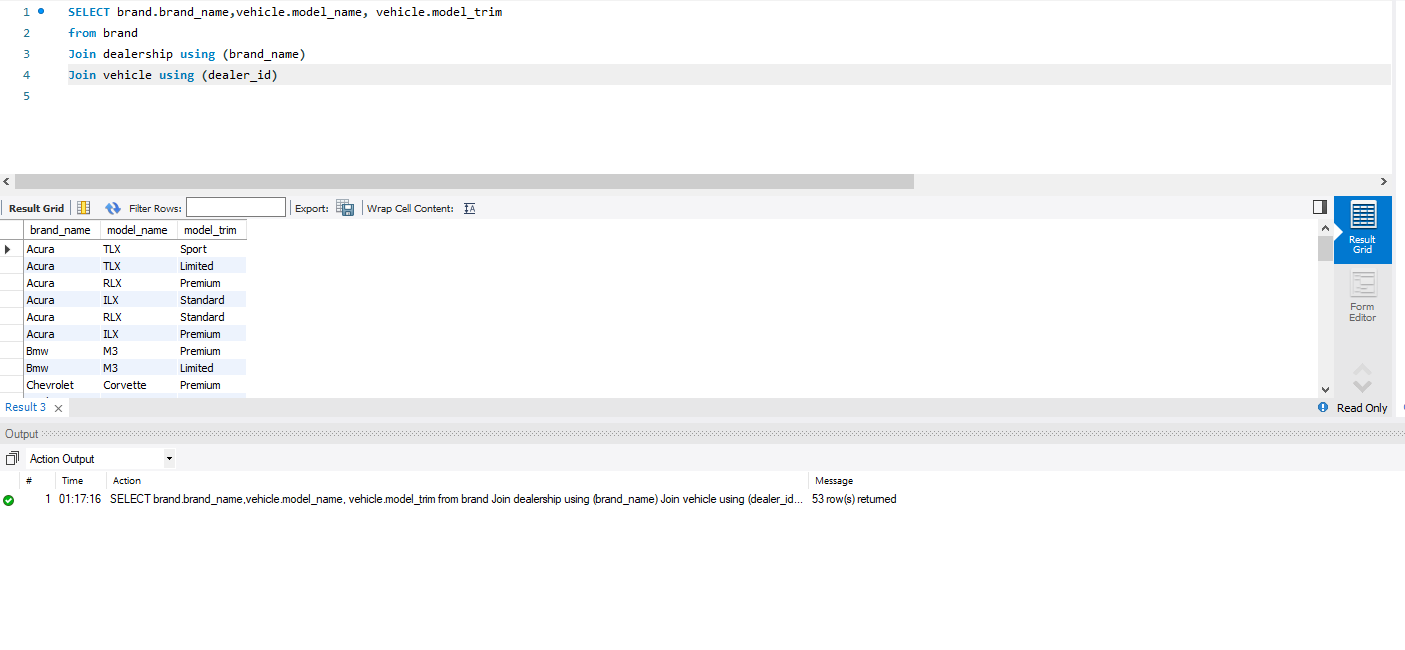 1 SELECT brand.brand_name,vehicle.model_name, vehicle.model_trim
2 from brand
3 Join dealership using (brand_name)
4 Join vehicle using (dealer_id)
5
Result Grid Filter Rows: Export: Wrap Cell Content:
brand_name model_name model_trim
Acura TLX Sport
Acura TLX Limited
Acura RLX Premium
Acura ILX Standard
Acura RLX Standard
Acura ILX Premium
Bmw M3 Premium
Bmw M3 Limited
Chevrolet Corvette Premium
Result
Grid
Form
Editor
Result 3 Read Only
Output
Action Output
# Time Action Message
1 01:17:16 SELECT brand.brand_name,vehicle.model_name, vehicle.model_trim from brand Join dealership using (brand_name) Join vehicle using (dealer_id... 53 row(s) returned